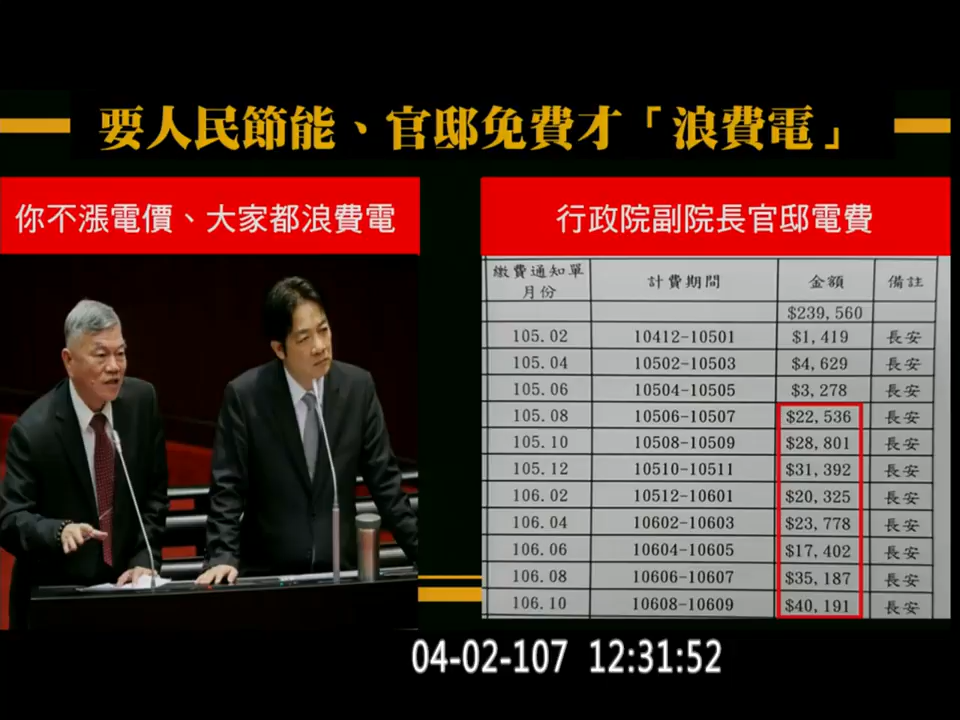 要人民節能、官邸免費才「浪費電」
你不漲電價、大家都浪費電
行政院副院長官邸電費
繳費通知單月份 計費期間 金額 備註
$239,560
105.02 10412-10501 $1,419 長安
105.04 10502-10503 $4,629 長安
105.06 10504-10505 $3,278 長安
105.08 10506-10507 $22,536 長安
105.10 10508-10509 $28,801 長安
105.12 10510-10511 $31,392 長安
106.02 10512-10601 $20,325 長安
106.04 10602-10603 $23,778 長安
106.06 10604-10605 $17,402 長安
106.08 10606-10607 $35,187 長安
106.10 10608-10609 $40,191 長安
04-02-107 12:31:52